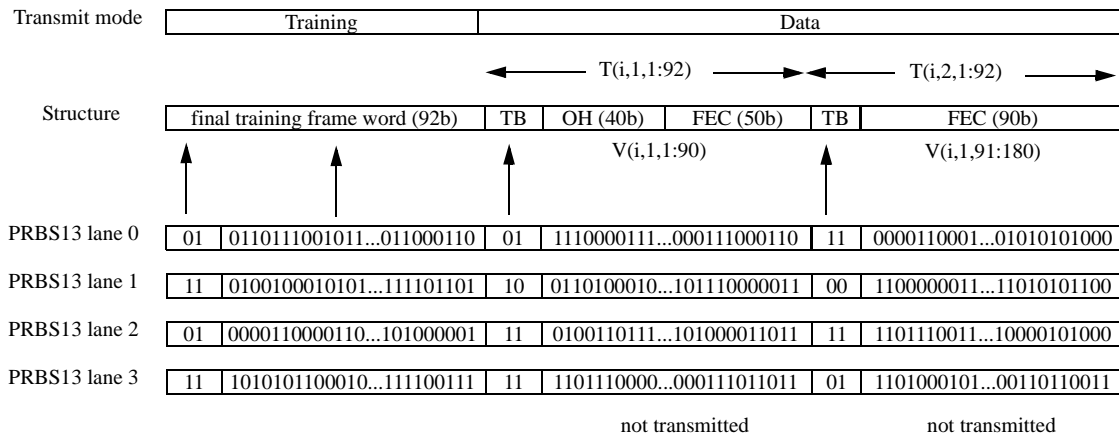 Transmit mode Training Data
T(i,1,1:92) T(i,2,1:92)
Structure final training frame word (92b) TB OH (40b) FEC (50b) TB FEC (90b)
V(i,1,1:90) V(i,1,91:180)
PRBS13 lane 0 01 0110111001011...011000110 01 1110000111...000111000110 11 0000110001...01010101000
PRBS13 lane 1 11 0100100010101...111101101 10 0110100010...101110000011 00 1100000011...11010101100
PRBS13 lane 2 01 0000110000110...101000001 11 0100110111...101000011011 11 1101110011...10000101000
PRBS13 lane 3 11 1010101100010...111100111 11 1101110000...000111011011 01 1101000101...00110110011
not transmitted not transmitted